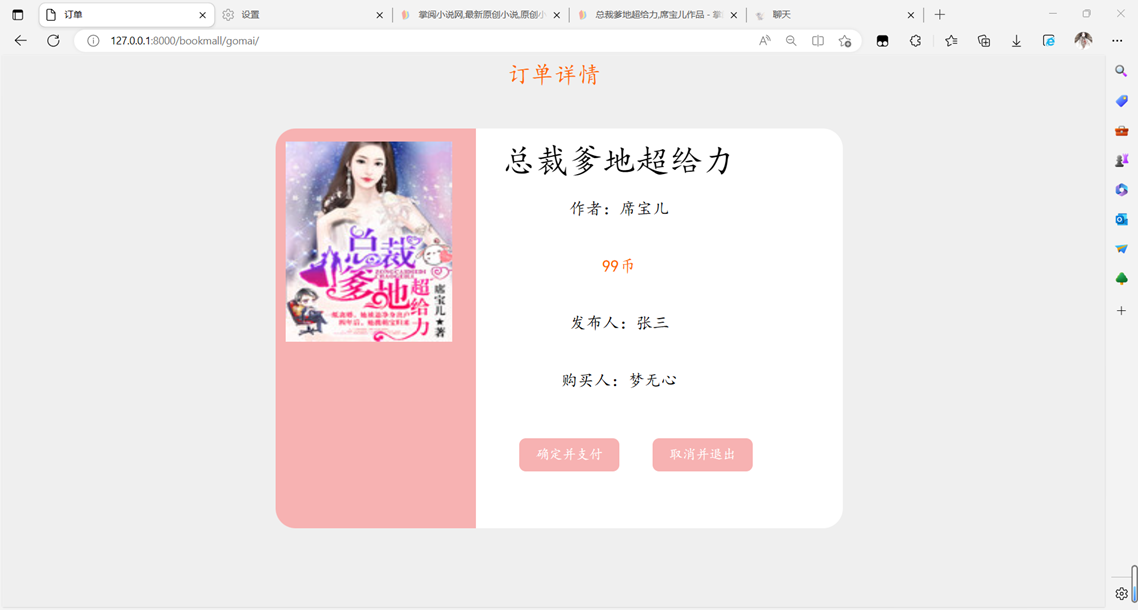 订单
设置
掌阅小说网,最新原创小说,原创小
总裁爹地超给力,席宝儿作品 - 掌
聊天
127.0.0.1:8000/bookmall/gomai/
订单详情
总裁爹地超给力
作者：席宝儿
99币
发布人：张三
购买人：梦无心
确定并支付
取消并退出
总裁
爹地
超给力
席宝儿★著